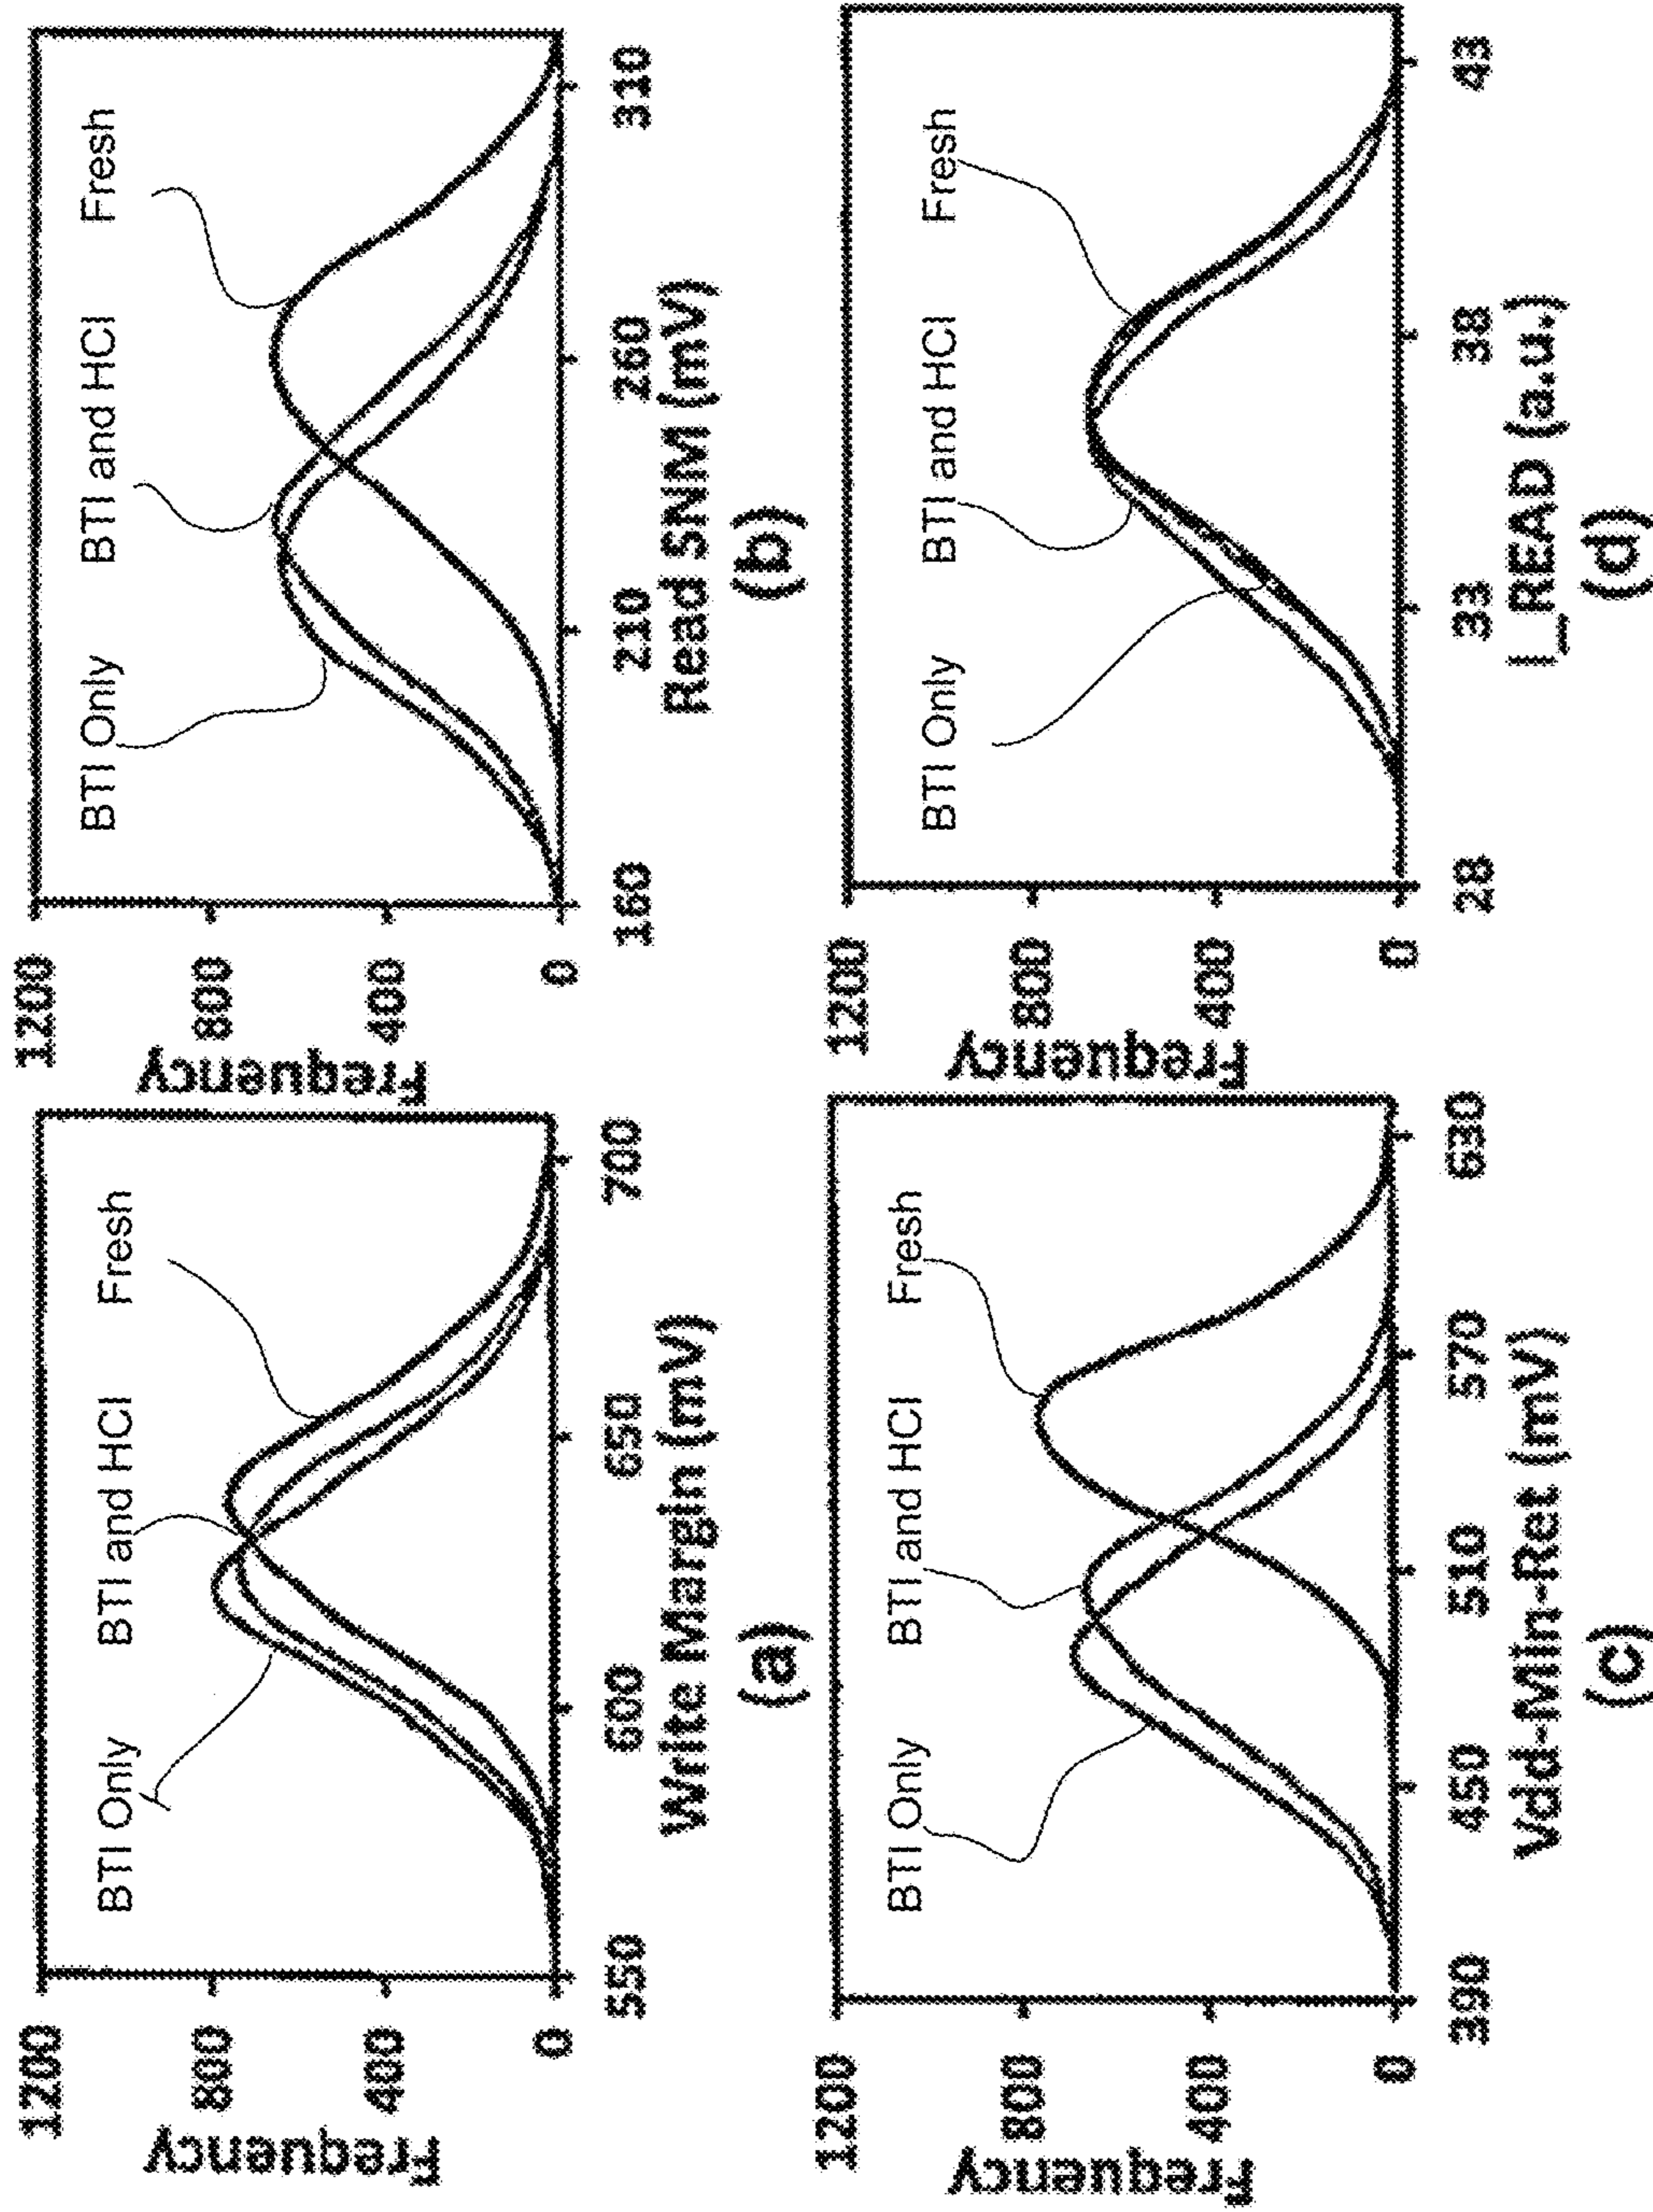 1200
800
400
0
Frequency
BTI Only
BTI and HCI
Fresh
550
600
650
700
Write Margin (mV)
(a)
1200
800
400
0
Frequency
BTI Only
BTI and HCI
Fresh
160
210
260
310
Read SNM (mV)
(b)
1200
800
400
0
Frequency
BTI Only
BTI and HCI
Fresh
390
450
510
570
630
Vdd-Min-Ret (mV)
(c)
1200
800
400
0
Frequency
BTI Only
BTI and HCI
Fresh
28
33
38
43
I_READ (a.u.)
(d)